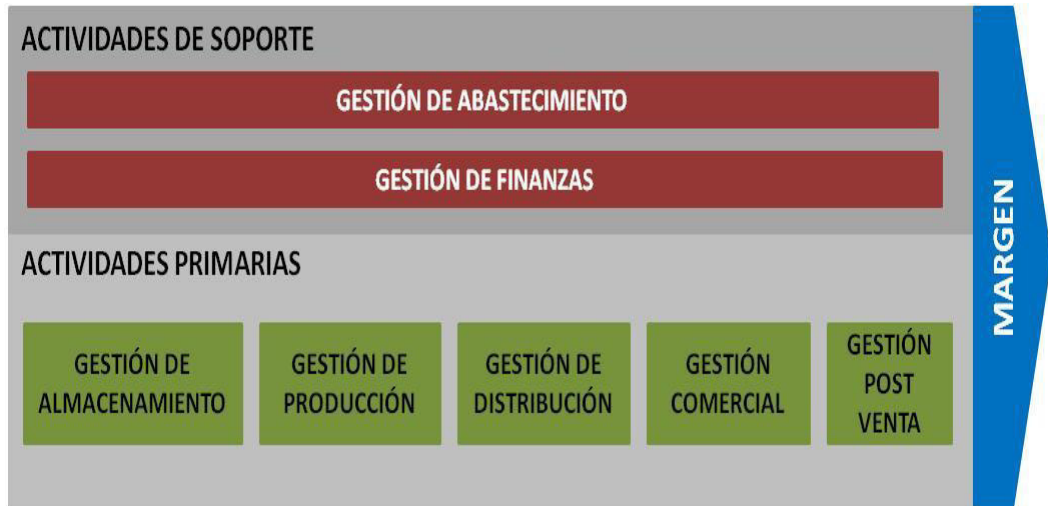 ACTIVIDADES DE SOPORTE
GESTIÓN DE ABASTECIMIENTO
GESTIÓN DE FINANZAS
ACTIVIDADES PRIMARIAS
GESTIÓN DE
ALMACENAMIENTO
GESTIÓN DE
PRODUCCIÓN
GESTIÓN DE
DISTRIBUCIÓN
GESTIÓN
COMERCIAL
GESTIÓN
POST
VENTA
MARGEN